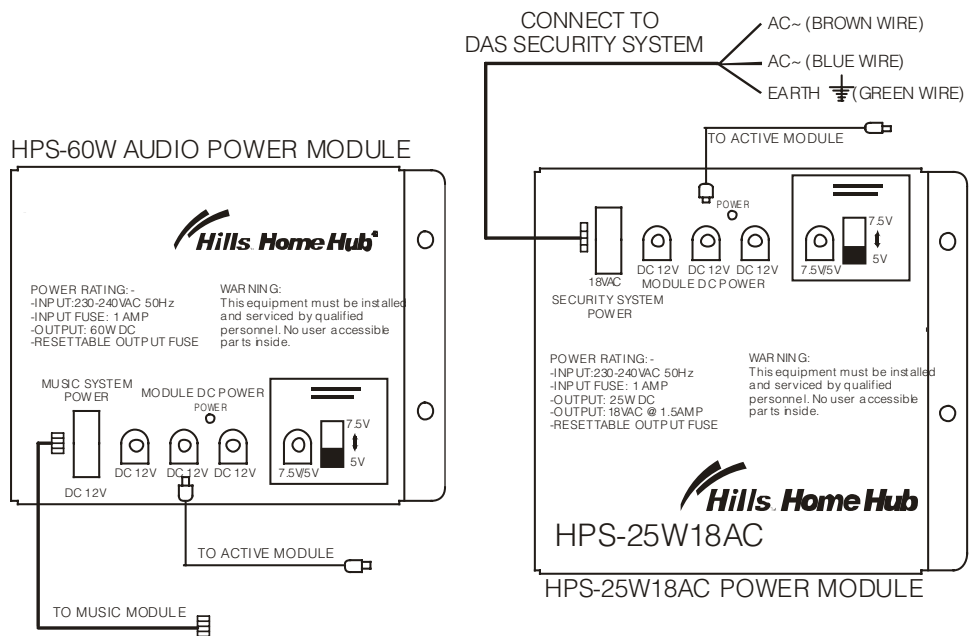 HPS-60W AUDIO POWER MODULE
Hills Home Hub
POWER RATING:-
-INPUT:230-240VAC 50Hz
-INPUT FUSE: 1 AMP
-OUTPUT: 60W DC
-RESETTABLE OUTPUT FUSE
WARNING:
This equipment must be installed
and serviced by qualified
personnel. No user accessible
parts inside.
MUSIC SYSTEM
POWER
MODULE DC POWER
POWER
DC 12V
DC 12V
DC 12V
DC 12V
7.5V/5V
7.5V
5V
TO ACTIVE MODULE
TO MUSIC MODULE
CONNECT TO
DAS SECURITY SYSTEM
AC~ (BROWN WIRE)
AC~ (BLUE WIRE)
EARTH (GREEN WIRE)
TO ACTIVE MODULE
POWER
18VAC
DC 12V
DC 12V
DC 12V
MODULE DC POWER
7.5V/5V
7.5V
5V
SECURITY SYSTEM
POWER
POWER RATING:-
-INPUT:230-240VAC 50Hz
-INPUT FUSE: 1 AMP
-OUTPUT: 25W DC
-OUTPUT: 18VAC @ 1.5AMP
-RESETTABLE OUTPUT FUSE
WARNING:
This equipment must be installed
and serviced by qualified
personnel. No user accessible
parts inside.
Hills Home Hub
HPS-25W18AC
HPS-25W18AC POWER MODULE